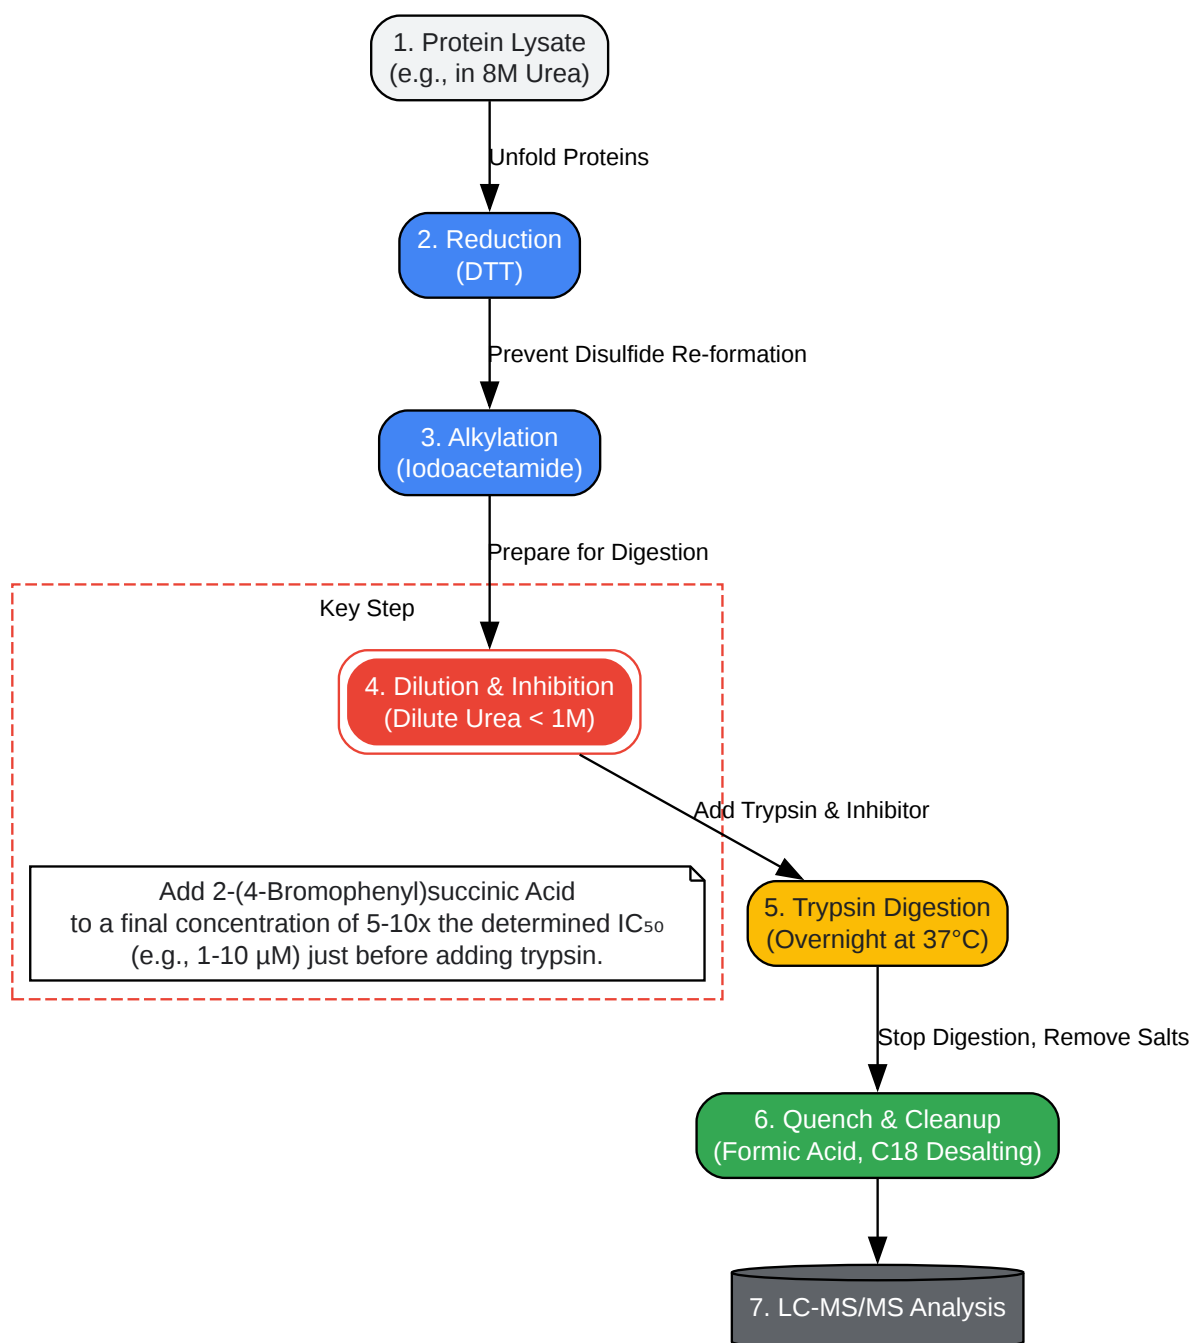 1. Protein Lysate
(e.g., in 8M Urea)
Unfold Proteins
2. Reduction
(DTT)
Prevent Disulfide Re-formation
3. Alkylation
(Iodoacetamide)
Prepare for Digestion
Key Step
4. Dilution & Inhibition
(Dilute Urea < 1M)
Add Trypsin & Inhibitor
Add 2-(4-Bromophenyl)succinic Acid
to a final concentration of 5-10x the determined IC₅₀
(e.g., 1-10 µM) just before adding trypsin.
5. Trypsin Digestion
(Overnight at 37°C)
Stop Digestion, Remove Salts
6. Quench & Cleanup
(Formic Acid, C18 Desalting)
7. LC-MS/MS Analysis